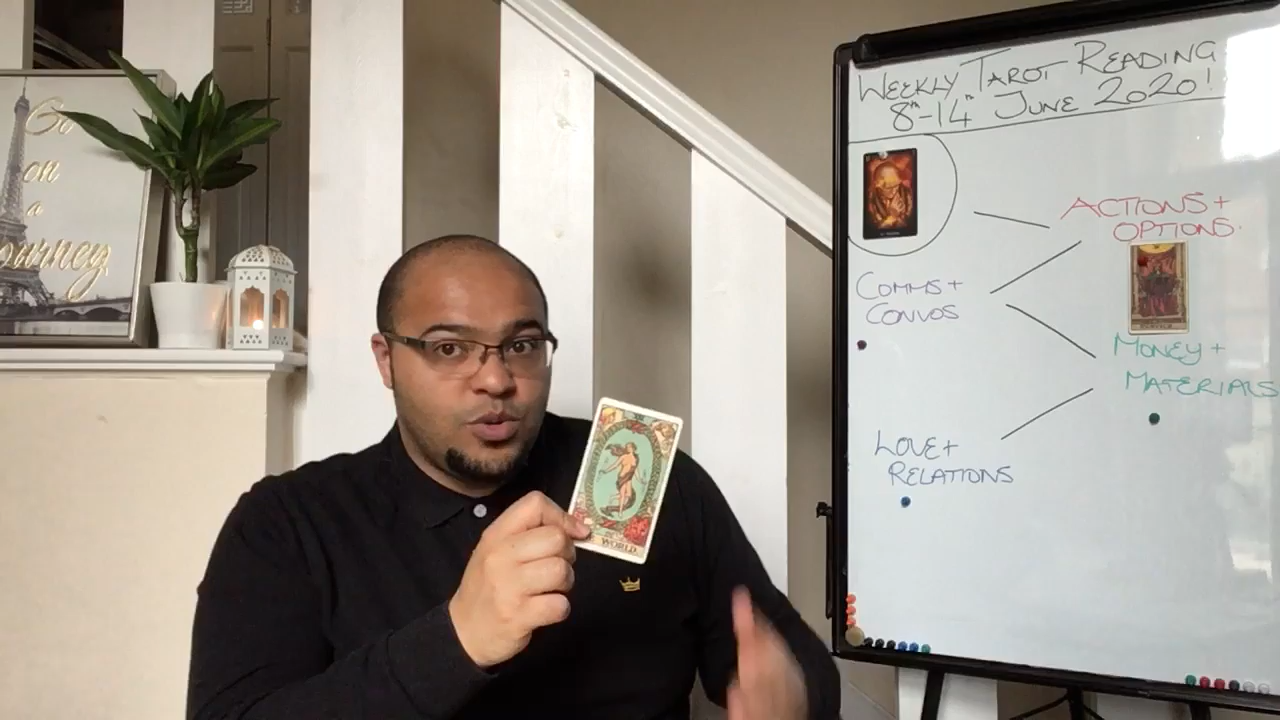 Go
on
a
Journey
WEEKLY TAROT READING
8th-14th JUNE 2020!
ACTIONS +
OPTIONS.
COMMS +
CONVOS
MONEY +
MATERIALS
LOVE +
RELATIONS
WORLD.